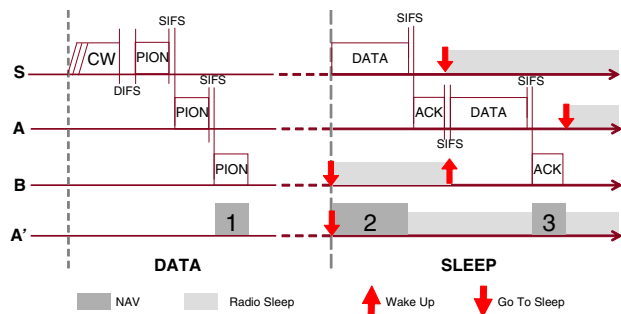 SIFS
SIFS
CW
PION
DATA
S
DIFS
SIFS
SIFS
PION
ACK
DATA
A
SIFS
PION
ACK
B
1
2
3
A'
DATA
SLEEP
NAV
Radio Sleep
Wake Up
Go To Sleep